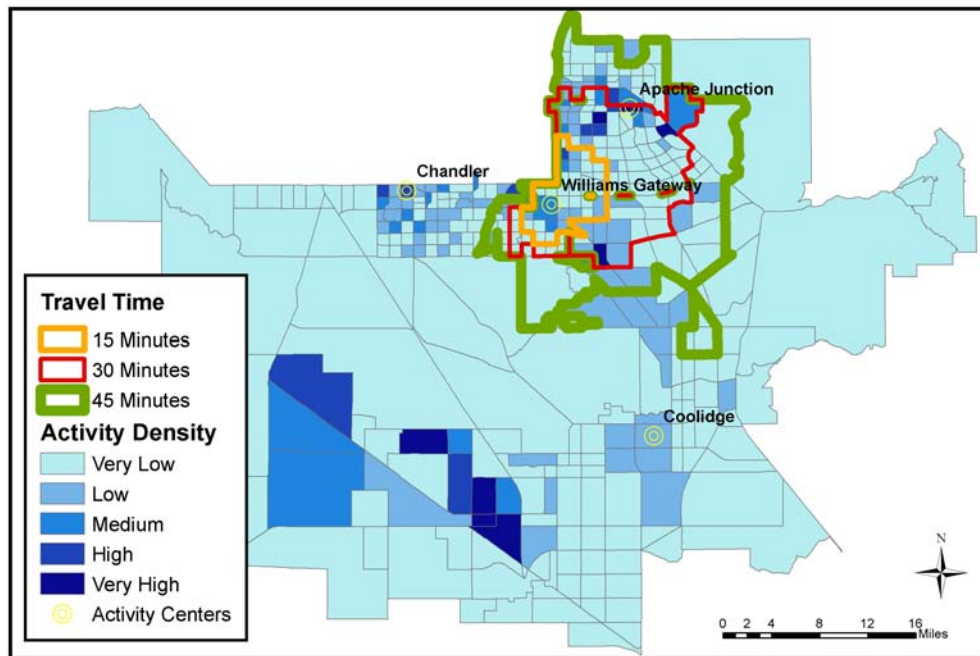 Apache Junction
Chandler
Williams Gateway
Coolidge
Travel Time
15 Minutes
30 Minutes
45 Minutes
Activity Density
Very Low
Low
Medium
High
Very High
Activity Centers
N
0 2 4 8 12 16
Miles